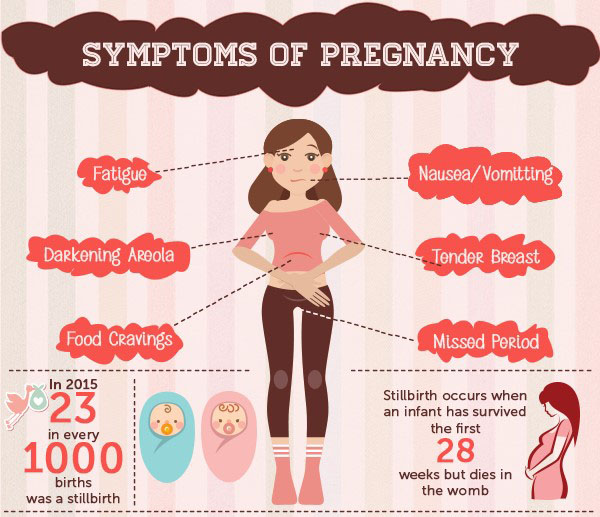 SYMPTOMS OF PREGNANCY
Fatigue
Nausea/Vomitting
Darkening Areola
Tender Breast
Food Cravings
Missed Period
In 2015
23
in every
1000
births
was a stillbirth
Stillbirth occurs when
an infant has survived
the first
28
weeks but dies in
the womb